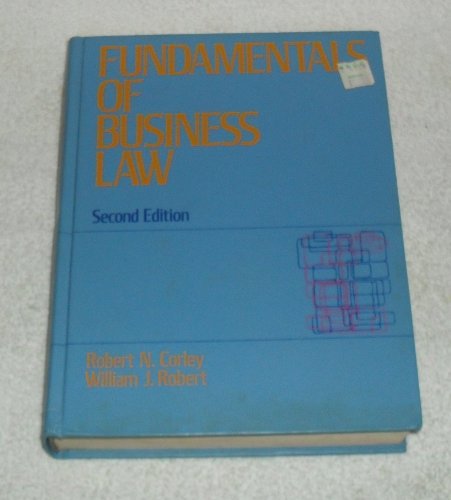 FUNDAMENTALS
OF
BUSINESS
LAW
Second Edition
Robert N. Corley
William J. Robert